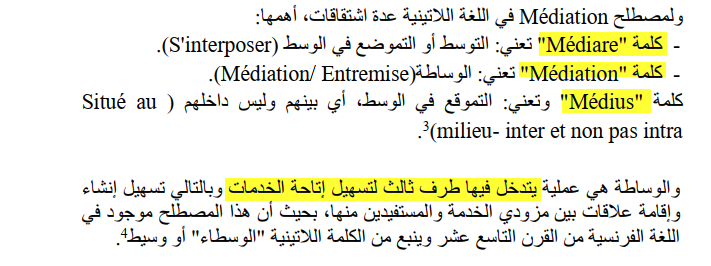 ولمصطلح Médiation في اللغة اللاتينية عدة اشتقاقات، أهمها:
- كلمة "Médiare" تعني: التوسط أو التموضع في الوسط (S'interposer).
- كلمة "Médiation" تعني: الوساطة(Médiation/ Entremise).
كلمة "Médius" وتعني: التموقع في الوسط، أي بينهم وليس داخلهم ( Situé au
milieu- inter et non pas intra)3.
والوساطة هي عملية يتدخل فيها طرف ثالث لتسهيل إتاحة الخدمات وبالتالي تسهيل إنشاء
وإقامة علاقات بين مزودي الخدمة والمستفيدين منها، بحيث أن هذا المصطلح موجود في
اللغة الفرنسية من القرن التاسع عشر وينبع من الكلمة اللاتينية "الوسطاء" أو وسيط4.